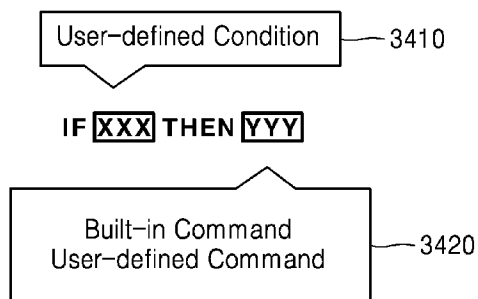 User-defined Condition
3410
IF XXX THEN YYY
Built-in Command
User-defined Command
3420